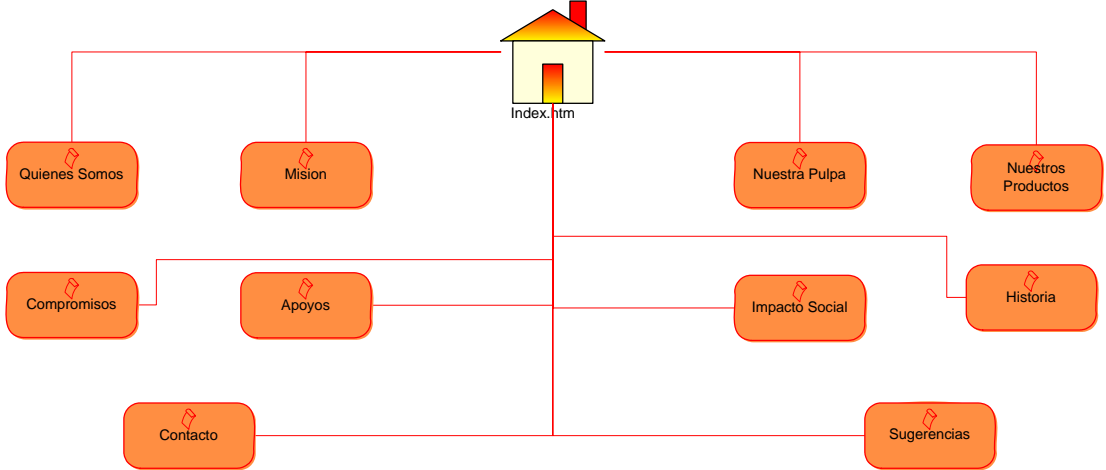 Index.htm
Quienes Somos
Mision
Nuestra Pulpa
Nuestros
Productos
Compromisos
Apoyos
Impacto Social
Historia
Contacto
Sugerencias